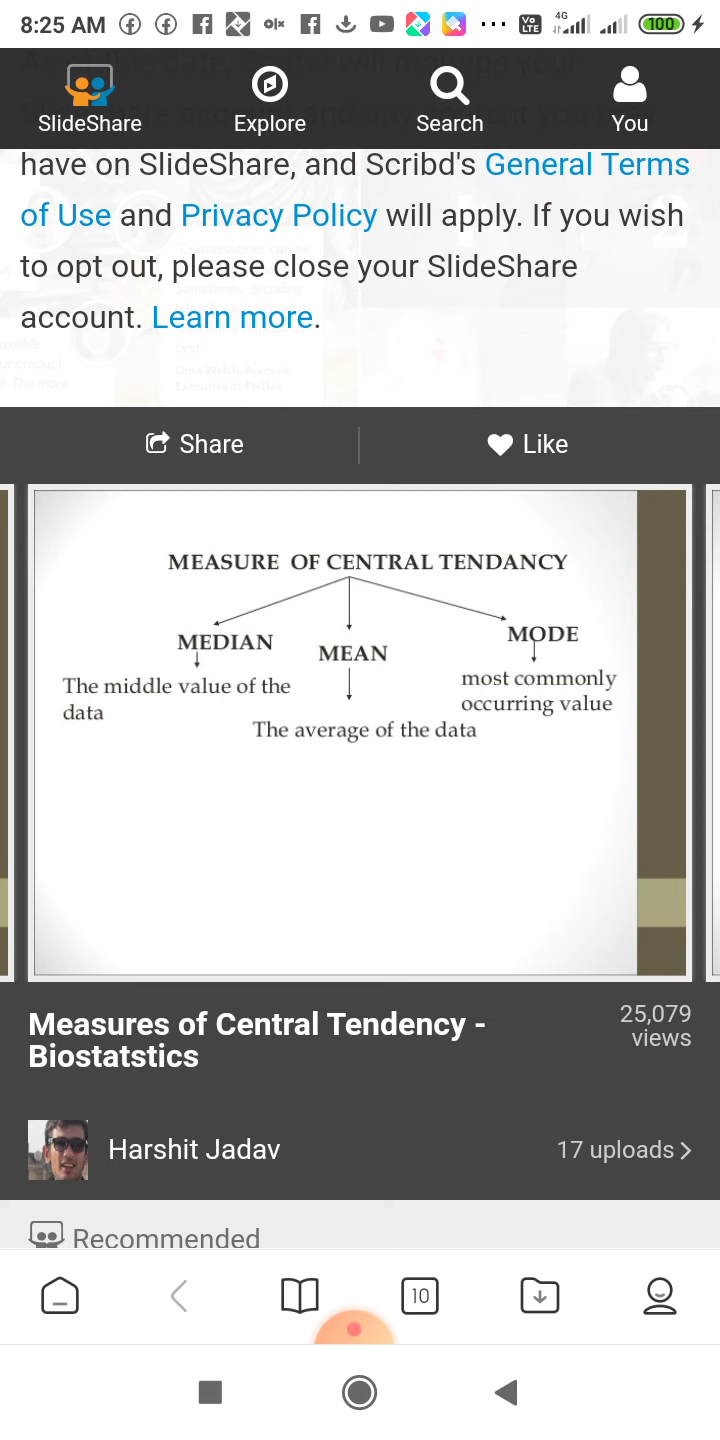 8:25 AM
olx
Vo
LTE
4G
100
SlideShare
Explore
Search
You
have on SlideShare, and Scribd's General Terms
of Use and Privacy Policy will apply. If you wish
to opt out, please close your SlideShare
account. Learn more.
Share
Like
MEASURE OF CENTRAL TENDANCY
MEDIAN
MEAN
MODE
The middle value of the
data
most commonly
occurring value
The average of the data
Measures of Central Tendency -
Biostatstics
25,079
views
Harshit Jadav
17 uploads
Recommended
10